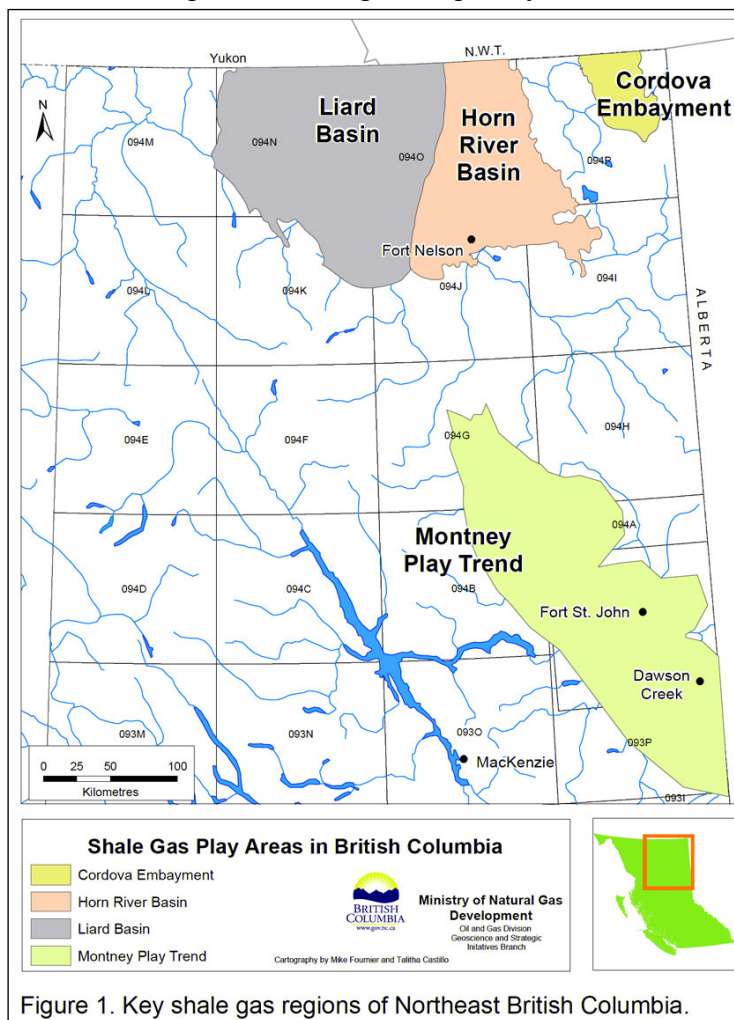 Yukon
N.W.T.
N
Liard
Basin
Horn
River
Basin
Cordova
Embayment
094M
094N
094O
094P
Fort Nelson
094L
094K
094J
094I
ALBERTA
094E
094F
094G
094H
094A
Montney
Play Trend
094D
094C
094B
Fort St. John
Dawson
Creek
093M
093N
093O
093P
MacKenzie
093I
0 25 50 100
Kilometres
Shale Gas Play Areas in British Columbia
Cordova Embayment
Horn River Basin
Liard Basin
Montney Play Trend
BRITISH
COLUMBIA
www.gov.bc.ca
Ministry of Natural Gas
Development
Oil and Gas Division
Geoscience and Strategic
Initatives Branch
Cartography by Mike Fournier and Talitha Castillo
Figure 1. Key shale gas regions of Northeast British Columbia.